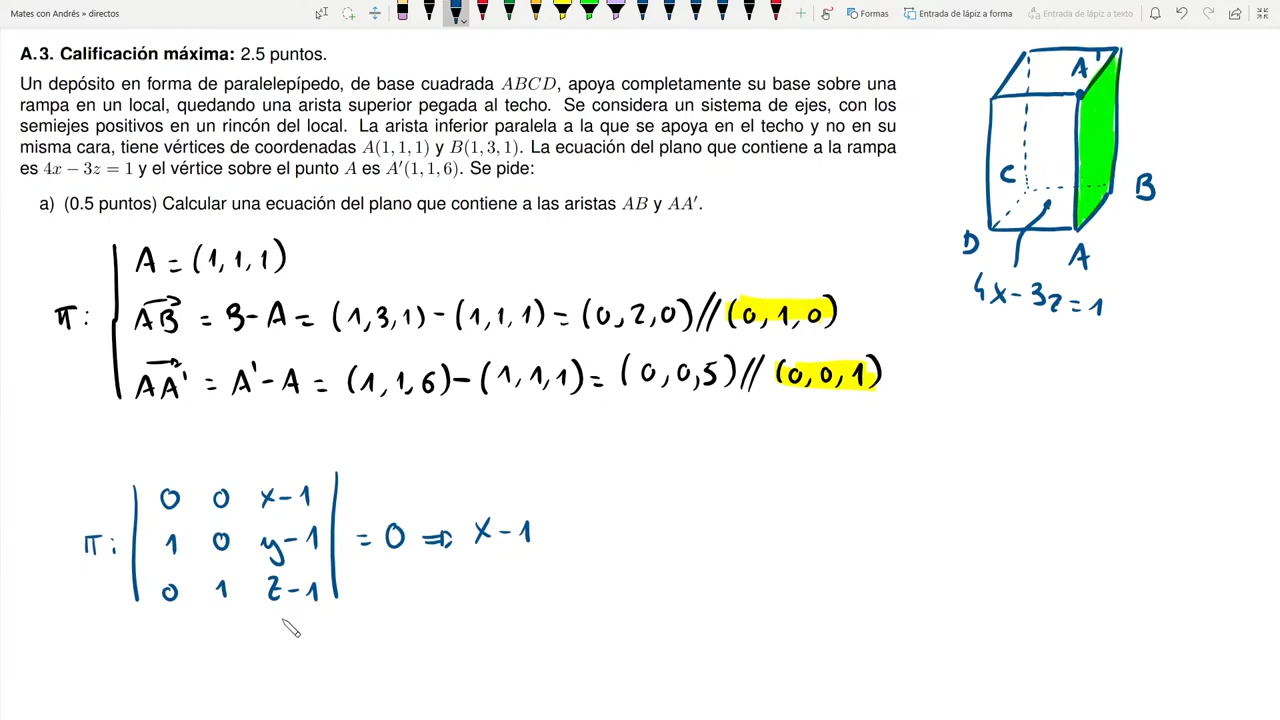 Mates con Andrés » directos
Formas
Entrada de lápiz a forma
Entrada de lápiz a texto
A.3. Calificación máxima: 2.5 puntos.
Un depósito en forma de paralelepípedo, de base cuadrada ABCD, apoya completamente su base sobre una
rampa en un local, quedando una arista superior pegada al techo. Se considera un sistema de ejes, con los
semiejes positivos en un rincón del local. La arista inferior paralela a la que se apoya en el techo y no en su
misma cara, tiene vértices de coordenadas A(1, 1, 1) y B(1, 3, 1). La ecuación del plano que contiene a la rampa
es 4x − 3z = 1 y el vértice sobre el punto A es A′(1, 1, 6). Se pide:
a) (0.5 puntos) Calcular una ecuación del plano que contiene a las aristas AB y AA′.
A'
C
B
D
A
4x-3z=1
A = (1,1,1)
π: AB = B-A = (1,3,1)-(1,1,1) = (0,2,0) // (0,1,0)
AA' = A'-A = (1,1,6)-(1,1,1) = (0,0,5) // (0,0,1)
0 0 x-1
π: 1 0 y-1 = 0 ⇒ x-1
0 1 z-1